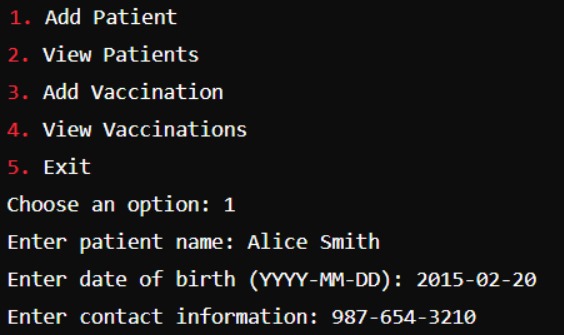 1. Add Patient
2. View Patients
3. Add Vaccination
4. View Vaccinations
5. Exit
Choose an option: 1
Enter patient name: Alice Smith
Enter date of birth (YYYY-MM-DD): 2015-02-20
Enter contact information: 987-654-3210